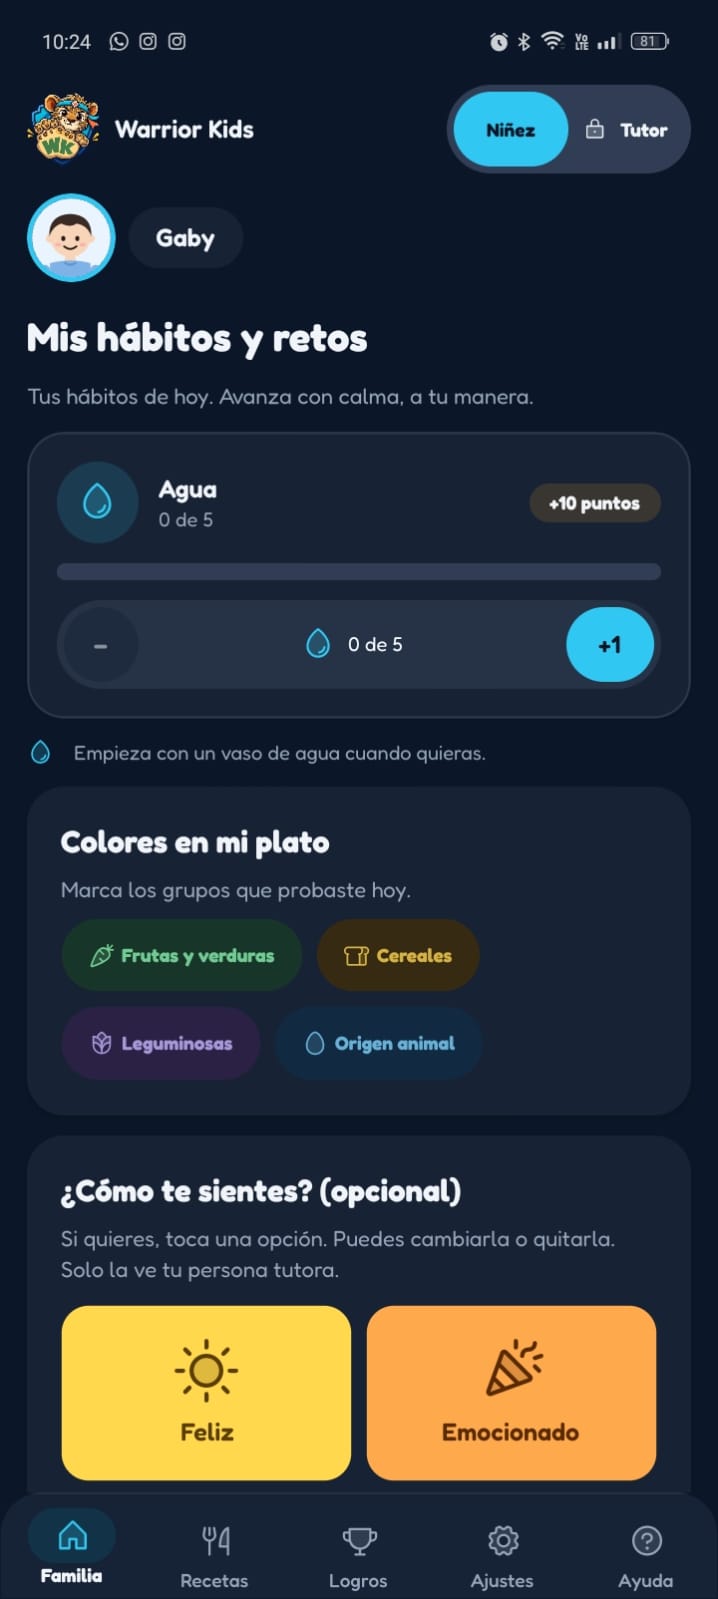 10:24
VO
LTE
81
WK
Warrior Kids
Niñez
Tutor
Gaby
Mis hábitos y retos
Tus hábitos de hoy. Avanza con calma, a tu manera.
Agua
0 de 5
+10 puntos
-
0 de 5
+1
Empieza con un vaso de agua cuando quieras.
Colores en mi plato
Marca los grupos que probaste hoy.
Frutas y verduras
Cereales
Leguminosas
Origen animal
¿Cómo te sientes? (opcional)
Si quieres, toca una opción. Puedes cambiarla o quitarla.
Solo la ve tu persona tutora.
Feliz
Emocionado
Familia
Recetas
Logros
Ajustes
Ayuda